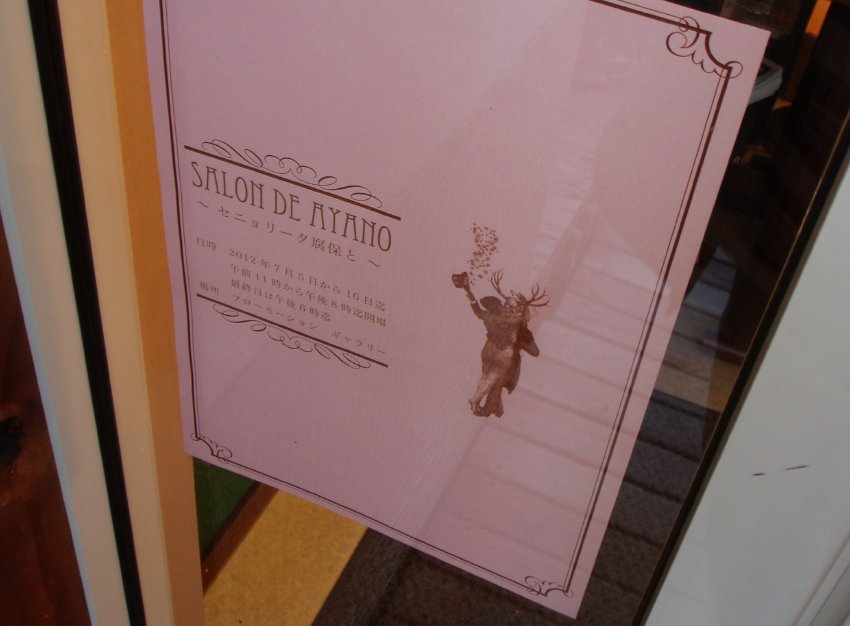 SALON DE AYANO
～ セニョリータ腐保と ～
日時 2012年7月5日から16日迄
午前11時から午後8時迄開場
最終日は午後6時迄
場所 フローモーション ギャラリー